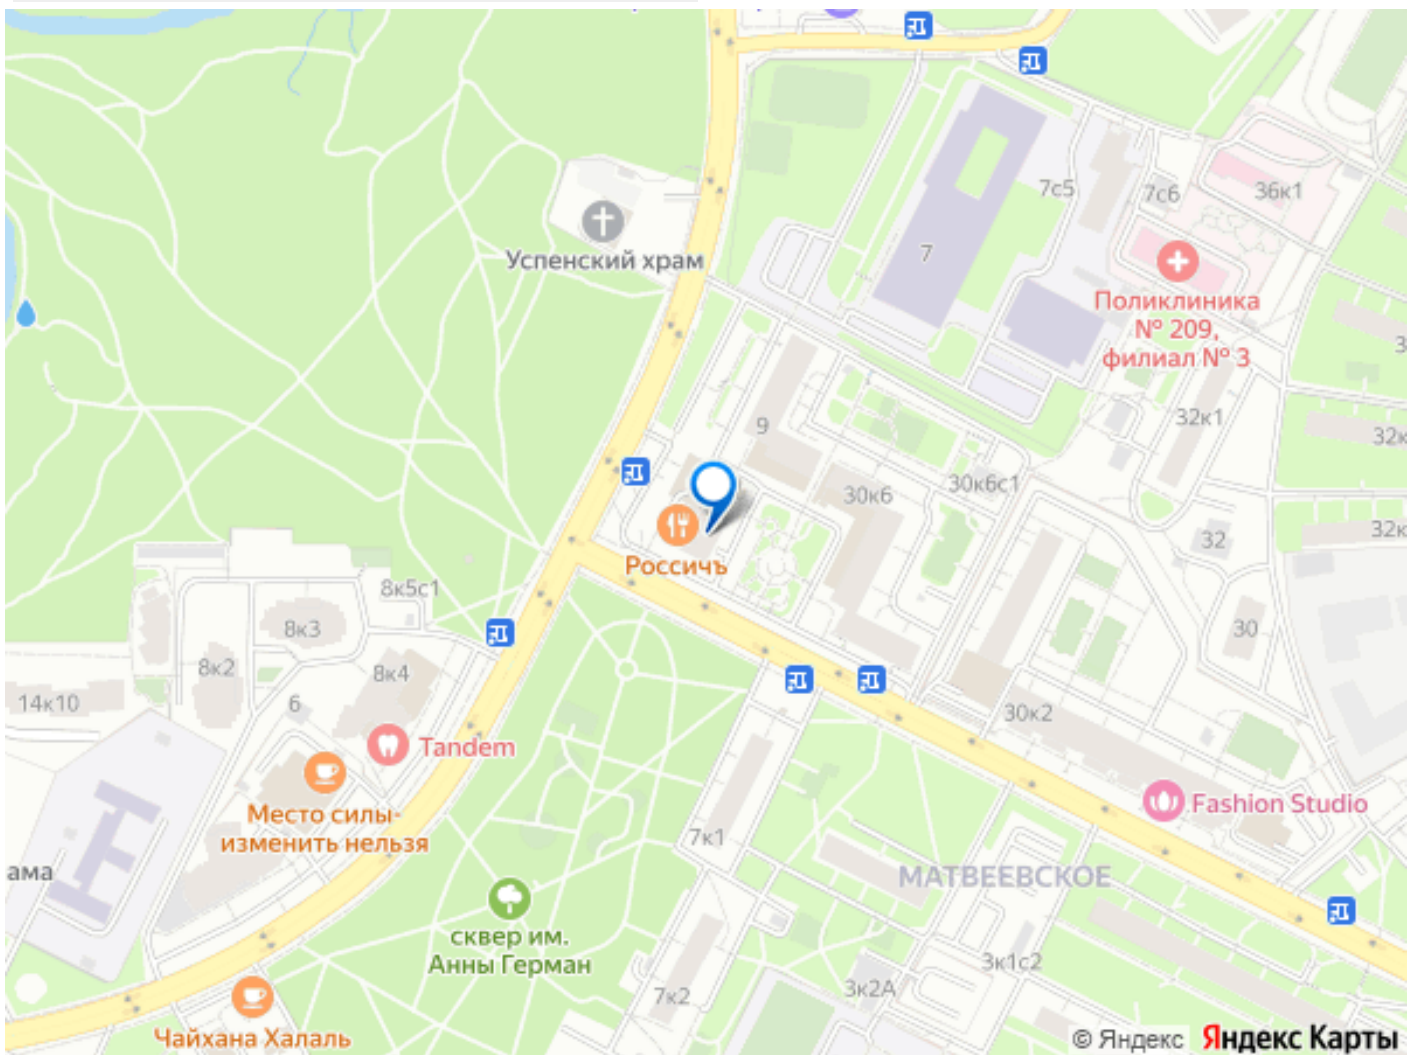 7с5
7с6
36к1
Успенский храм
7
Поликлиника
№ 209,
филиал № 3
32к1
9
30к6
30к6с1
32
Россичъ
8к5с1
8к3
8к2
8к4
30
14к10
6
30к2
Tandem
Fashion Studio
Место силы-
изменить нельзя
7к1
МАТВЕЕВСКОЕ
ама
сквер им.
Анны Герман
3к1с2
3к2А
7к2
Чайхана Халаль
© Яндекс Яндекс Карты